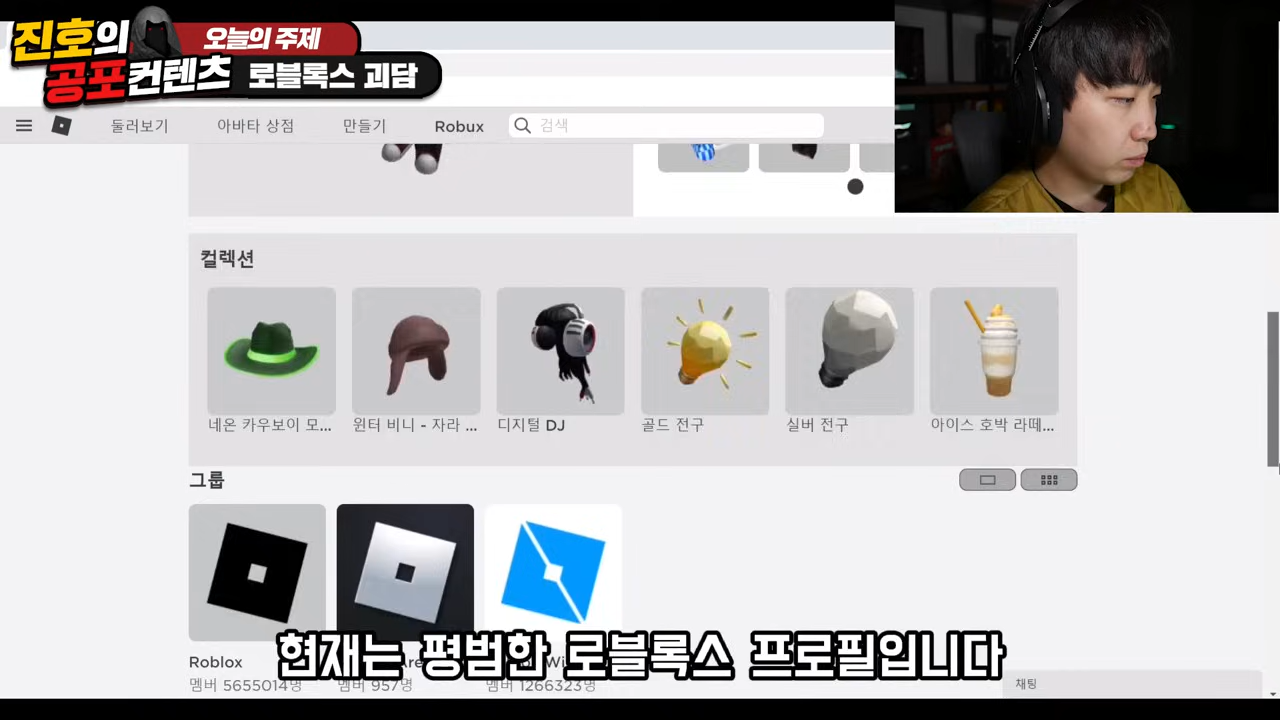 진호의
공포컨텐츠
오늘의 주제
로블록스 괴담
둘러보기 아바타 상점 만들기 Robux 검색
컬렉션
네온 카우보이 모... 윈터 비니 - 자라 ... 디지털 DJ 골드 전구 실버 전구 아이스 호박 라떼...
그룹
현재는 평범한 로블록스 프로필입니다
Roblox
멤버 5655014명 멤버 957명 멤버 1266323명
채팅